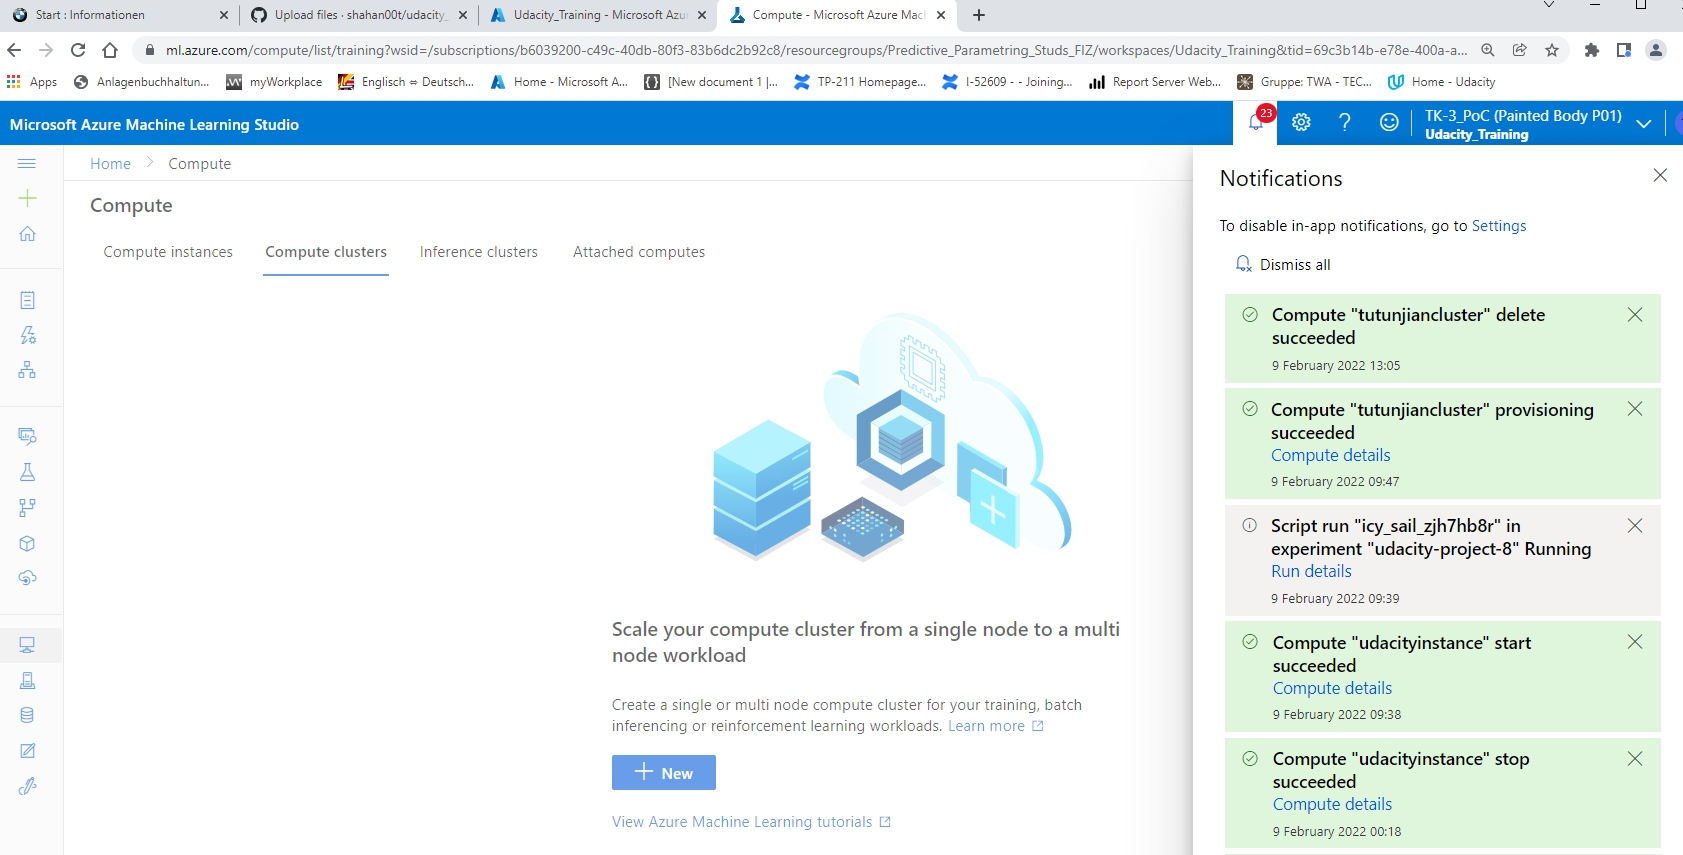 Start : Informationen
Upload files · shahan00t/udacity_
Udacity_Training - Microsoft Azu
Compute - Microsoft Azure Mach
ml.azure.com/compute/list/training?wsid=/subscriptions/b6039200-c49c-40db-80f3-83b6dc2b92c8/resourcegroups/Predictive_Parametring_Studs_FIZ/workspaces/Udacity_Training&tid=69c3b14b-e78e-400a-a...
Apps
Anlagenbuchhaltun...
myWorkplace
Englisch ⇔ Deutsch...
Home - Microsoft A...
[New document 1 |...
TP-211 Homepage...
I-52609 - - Joining...
Report Server Web...
Gruppe: TWA - TEC...
Home - Udacity
Microsoft Azure Machine Learning Studio
23
TK-3_PoC (Painted Body P01)
Udacity_Training
Home
Compute
Compute
Compute instances
Compute clusters
Inference clusters
Attached computes
Scale your compute cluster from a single node to a multi
node workload
Create a single or multi node compute cluster for your training, batch
inferencing or reinforcement learning workloads. Learn more
New
View Azure Machine Learning tutorials
Notifications
To disable in-app notifications, go to Settings
Dismiss all
Compute "tutunjiancluster" delete
succeeded
9 February 2022 13:05
Compute "tutunjiancluster" provisioning
succeeded
Compute details
9 February 2022 09:47
Script run "icy_sail_zjh7hb8r" in
experiment "udacity-project-8" Running
Run details
9 February 2022 09:39
Compute "udacityinstance" start
succeeded
Compute details
9 February 2022 09:38
Compute "udacityinstance" stop
succeeded
Compute details
9 February 2022 00:18